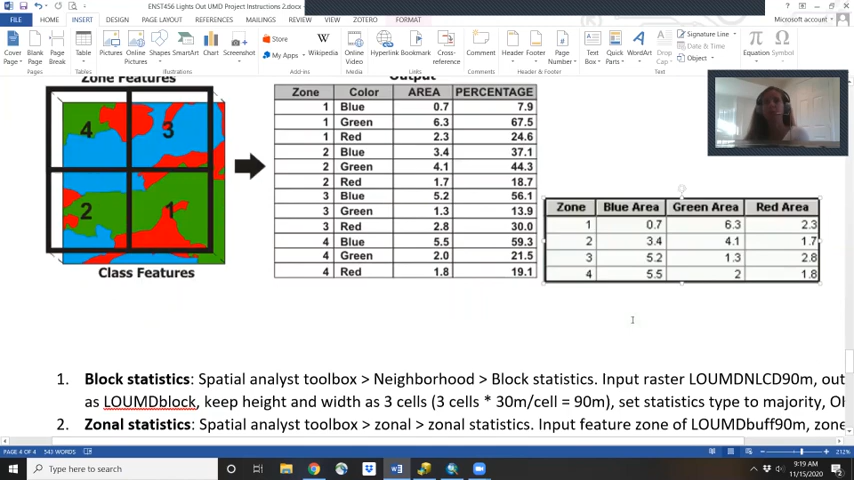 ENST456 Lights Out UMD Project Instructions 2.docx
FILE HOME INSERT DESIGN PAGE LAYOUT REFERENCES MAILINGS REVIEW VIEW ZOTERO FORMAT Microsoft account
Cover Page Blank Page Page Break Table Pictures Online Pictures Shapes SmartArt Chart Screenshot Store My Apps Wikipedia Online Video Hyperlink Bookmark Cross-reference Comment Header Footer Page Number Text Box Quick Parts WordArt Drop Cap Signature Line Date & Time Object
Pages Tables Illustrations Media Links Comments Header & Footer Text
Zone Features
Output
4 3
2 1
Class Features
Zone Color AREA PERCENTAGE
1 Blue 0.7 7.9
1 Green 6.3 67.5
1 Red 2.3 24.6
2 Blue 3.4 37.1
2 Green 4.1 44.3
2 Red 1.7 18.7
3 Blue 5.2 56.1
3 Green 1.3 13.9
3 Red 2.8 30.0
4 Blue 5.5 59.3
4 Green 2.0 21.5
4 Red 1.8 19.1
Zone Blue Area Green Area Red Area
1 0.7 6.3 2.3
2 3.4 4.1 1.7
3 5.2 1.3 2.8
4 5.5 2 1.8
1. Block statistics: Spatial analyst toolbox > Neighborhood > Block statistics. Input raster LOUMDNLCD90m, out
as LOUMDblock, keep height and width as 3 cells (3 cells * 30m/cell = 90m), set statistics type to majority, O
2. Zonal statistics: Spatial analyst toolbox > zonal > zonal statistics. Input feature zone of LOUMDbuff90m, zone
PAGE 4 OF 4 543 WORDS 212%
Type here to search
9:19 AM
11/15/2020